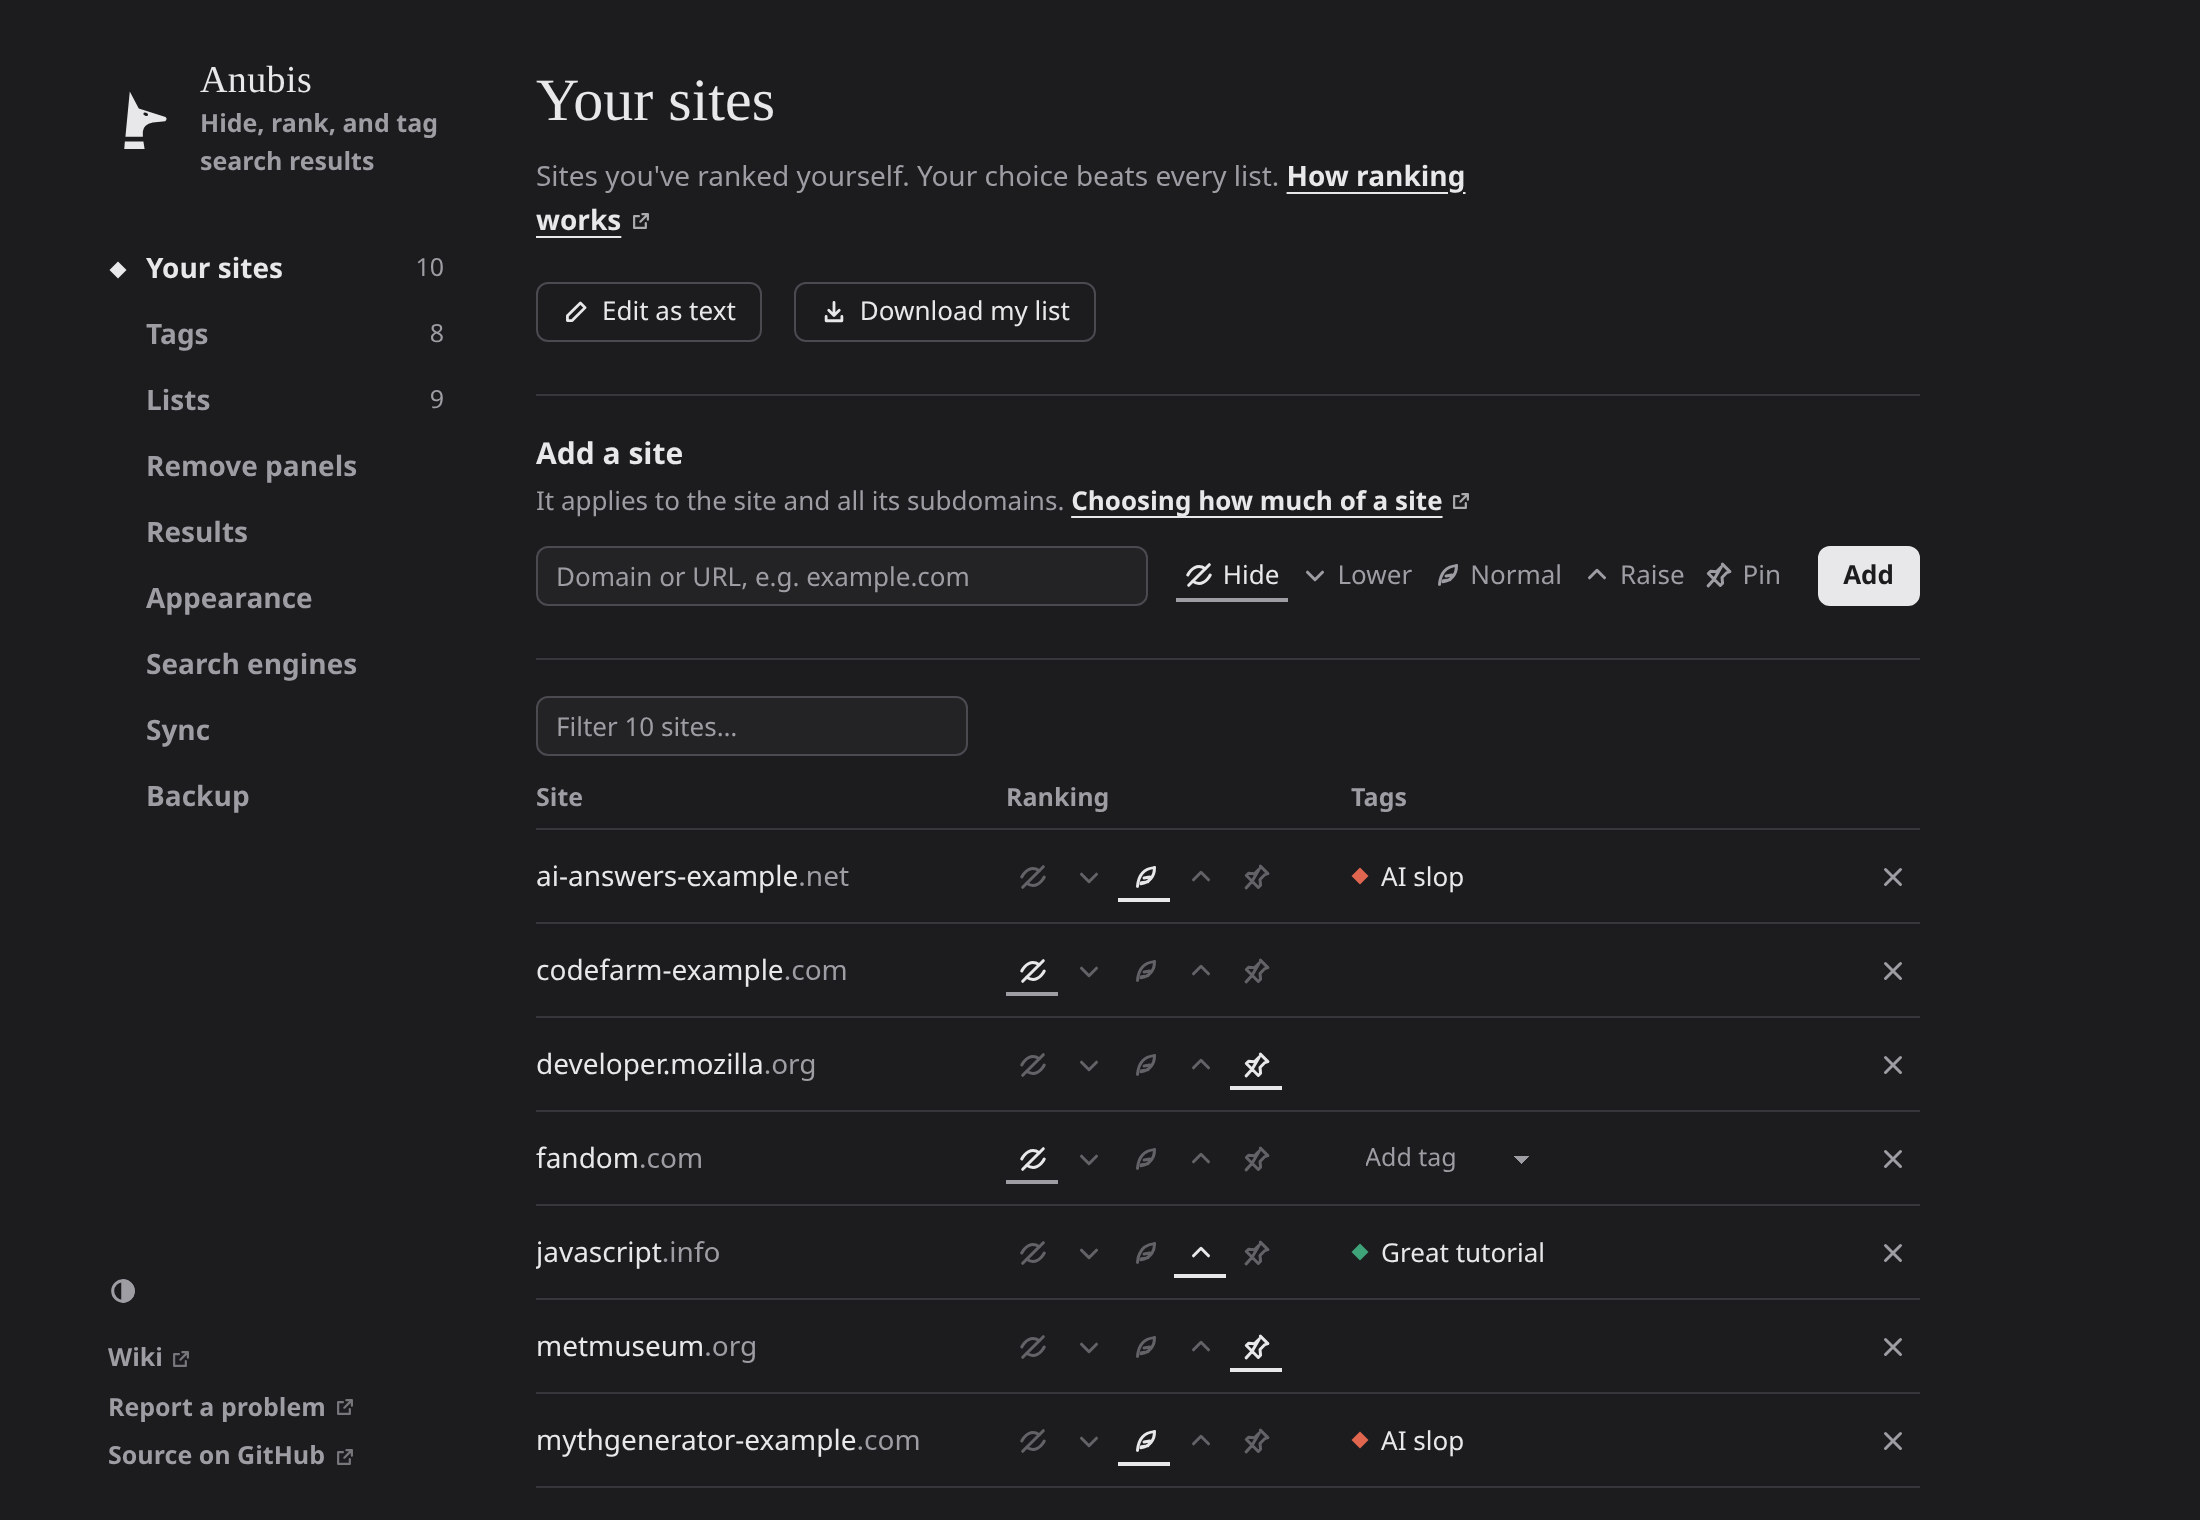 Anubis
Hide, rank, and tag
search results
Your sites 10
Tags 8
Lists 9
Remove panels
Results
Appearance
Search engines
Sync
Backup
Wiki
Report a problem
Source on GitHub
Your sites
Sites you've ranked yourself. Your choice beats every list. How ranking
works
Edit as text Download my list
Add a site
It applies to the site and all its subdomains. Choosing how much of a site
Domain or URL, e.g. example.com Hide Lower Normal Raise Pin Add
Filter 10 sites...
Site Ranking Tags
ai-answers-example.net AI slop
codefarm-example.com
developer.mozilla.org
fandom.com Add tag
javascript.info Great tutorial
metmuseum.org
mythgenerator-example.com AI slop